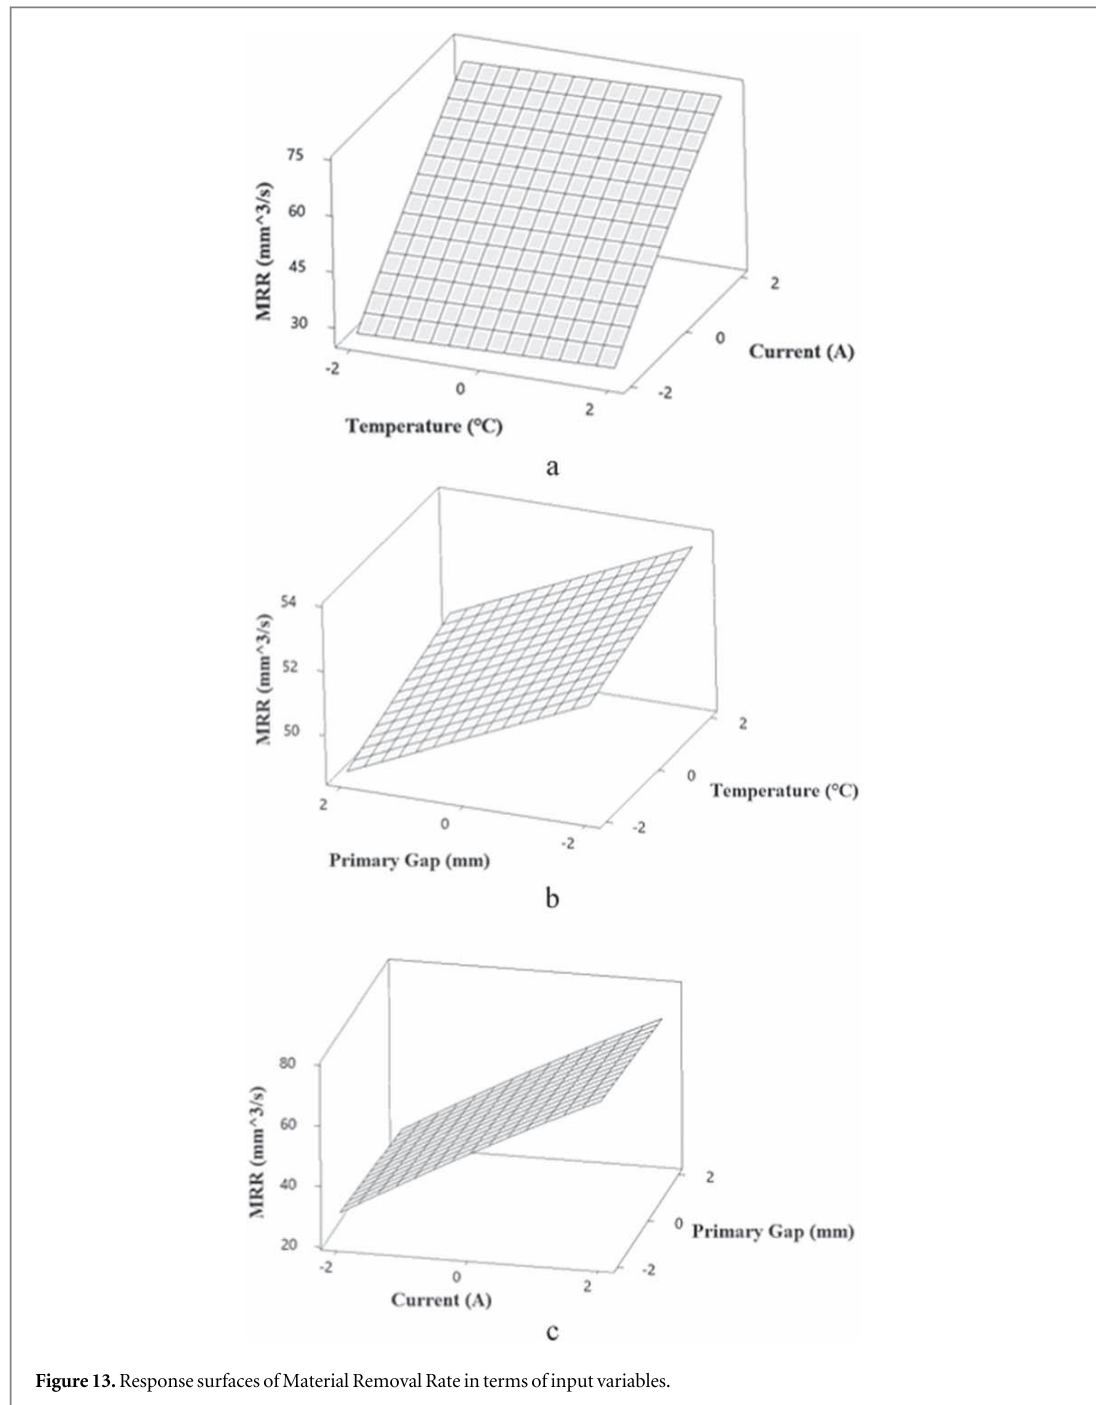 75
60
45
30
MRR (mm^3/s)
-2
0
2
Temperature (°C)
2
0
-2
Current (A)
a
54
52
50
MRR (mm^3/s)
2
0
-2
Primary Gap (mm)
2
0
-2
Temperature (°C)
b
80
60
40
20
MRR (mm^3/s)
-2
0
2
Current (A)
2
0
-2
Primary Gap (mm)
c
Figure 13. Response surfaces of Material Removal Rate in terms of input variables.